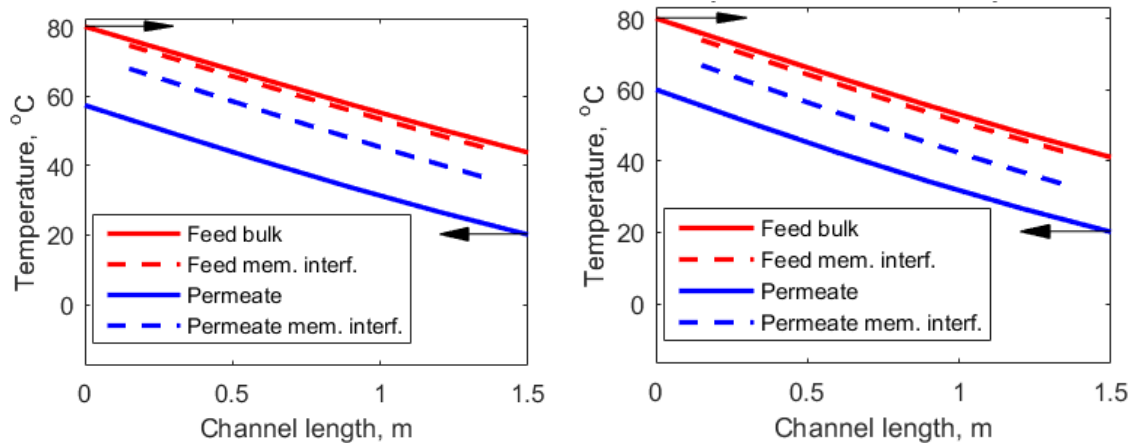 80
60
40
20
0
Temperature, °C
Feed bulk
Feed mem. interf.
Permeate
Permeate mem. interf.
0
0.5
1
1.5
Channel length, m
80
60
40
20
0
Temperature, °C
Feed bulk
Feed mem. interf.
Permeate
Permeate mem. interf.
0
0.5
1
1.5
Channel length, m